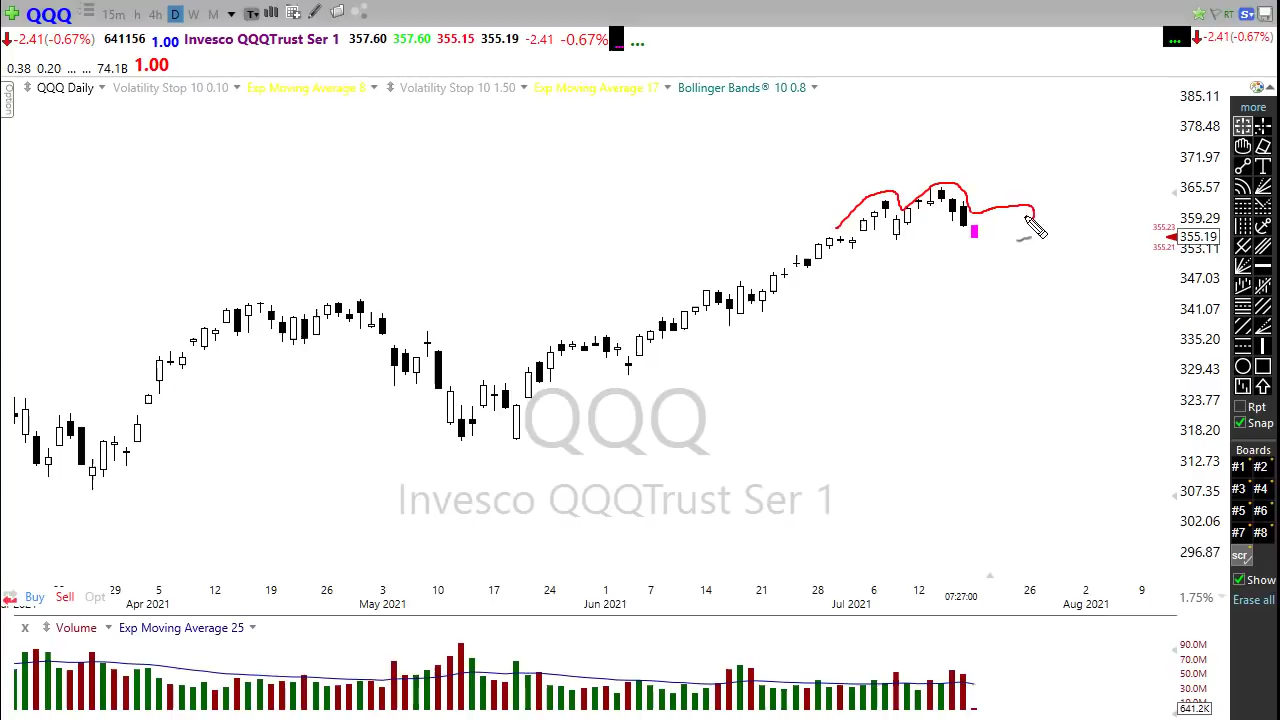 QQQ 15m h 4h D W M T RT S
-2.41(-0.67%) 641156 1.00 Invesco QQQTrust Ser 1 357.60 357.60 355.15 355.19 -2.41 -0.67% ... ... -2.41(0.67%)
0.38 0.20 ... ... 74.1B 1.00
Option
QQQ Daily Volatility Stop 10 0.10 Exp Moving Average 8 Volatility Stop 10 1.50 Exp Moving Average 17 Bollinger Bands® 10 0.8
385.11
378.48
371.97
365.57
359.29
355.23
355.19
355.21
353.11
347.03
341.07
335.20
329.43
323.77
318.20
312.73
307.35
302.06
296.87
QQQ
Invesco QQQTrust Ser 1
more
T
Rpt
Snap
Boards
#1 #2
#3 #4
#5 #6
#7 #8
scr
Show
Erase all
29 5 12 19 26 3 10 17 24 1 7 14 21 28 6 12 07:27:00 26 2 9
Buy Sell Opt
Apr 2021 May 2021 Jun 2021 Jul 2021 Aug 2021
1.75%
x Volume Exp Moving Average 25
90.0M
70.0M
50.0M
30.0M
641.2K